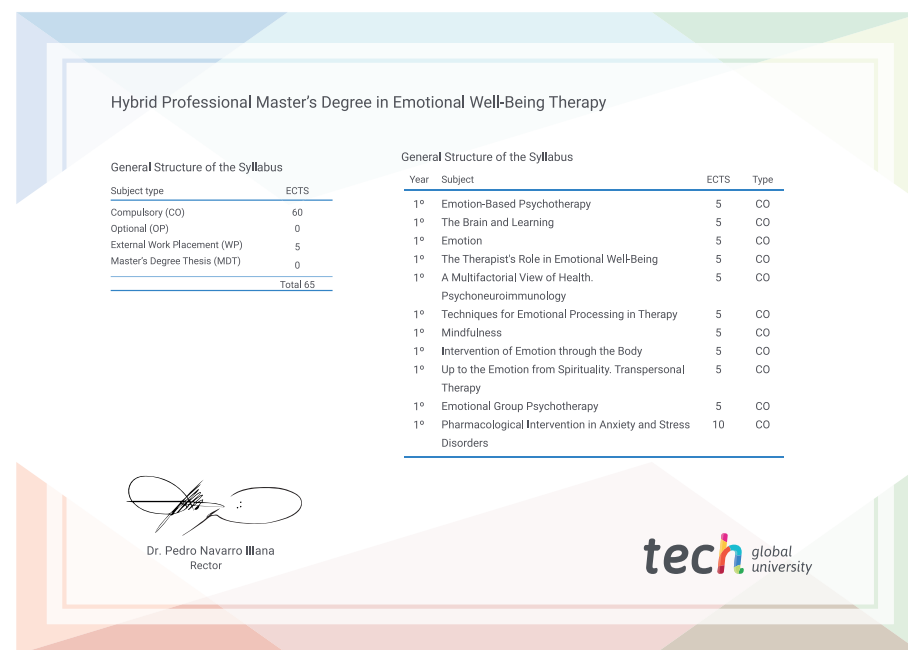 Hybrid Professional Master's Degree in Emotional Well-Being Therapy
General Structure of the Syllabus
Subject type ECTS
Compulsory (CO) 60
Optional (OP) 0
External Work Placement (WP) 5
Master's Degree Thesis (MDT) 0
Total 65
General Structure of the Syllabus
Year Subject ECTS Type
1º Emotion-Based Psychotherapy 5 CO
1º The Brain and Learning 5 CO
1º Emotion 5 CO
1º The Therapist's Role in Emotional Well-Being 5 CO
1º A Multifactorial View of Health. 5 CO
Psychoneuroimmunology
1º Techniques for Emotional Processing in Therapy 5 CO
1º Mindfulness 5 CO
1º Intervention of Emotion through the Body 5 CO
1º Up to the Emotion from Spirituality. Transpersonal 5 CO
Therapy
1º Emotional Group Psychotherapy 5 CO
1º Pharmacological Intervention in Anxiety and Stress 10 CO
Disorders
Dr. Pedro Navarro Illana
Rector
tech global
university